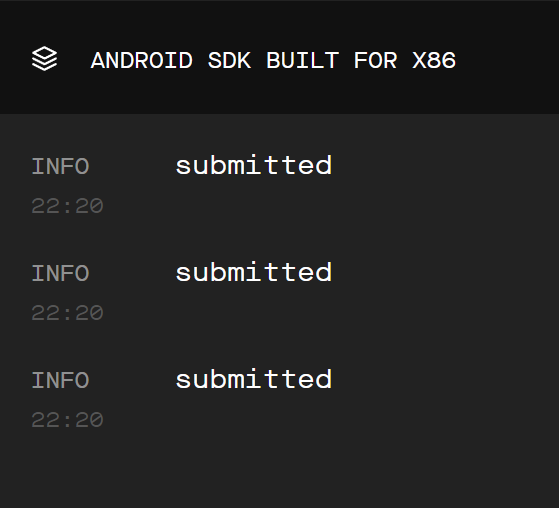 ANDROID SDK BUILT FOR X86
INFO submitted
22:20
INFO submitted
22:20
INFO submitted
22:20